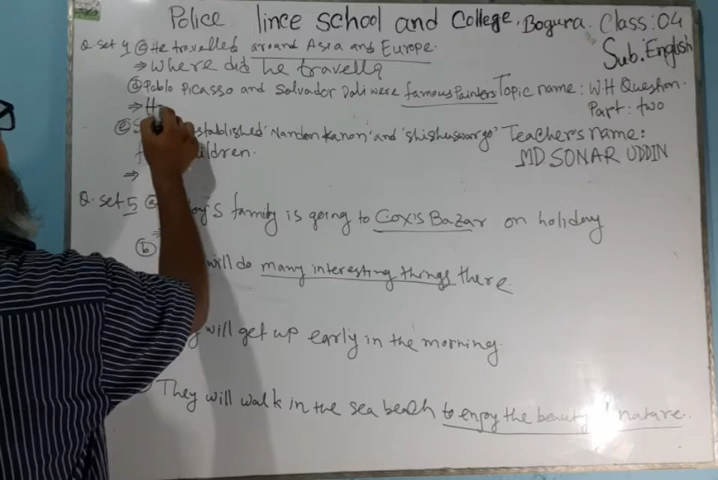 Police lince school and College, Bogura. Class: 04
Sub. English
Q. set 4 © He travelled around Asia and Europe.
⇒ Where did he travell?
ⓓ Pablo Picasso and Salvador Dali were famous Painters
Topic name: WH Question.
Part: two
⇒
ⓔ established 'Nandan Kanon' and 'shishuswargo'
Teacher's name:
MD SONAR UDDIN
⇒
Q. set 5 ⓐ family is going to Cox's Bazar on holiday
ⓑ will do many interesting things there.
will get up early in the morning.
They will walk in the sea beach to enjoy the beauty nature.